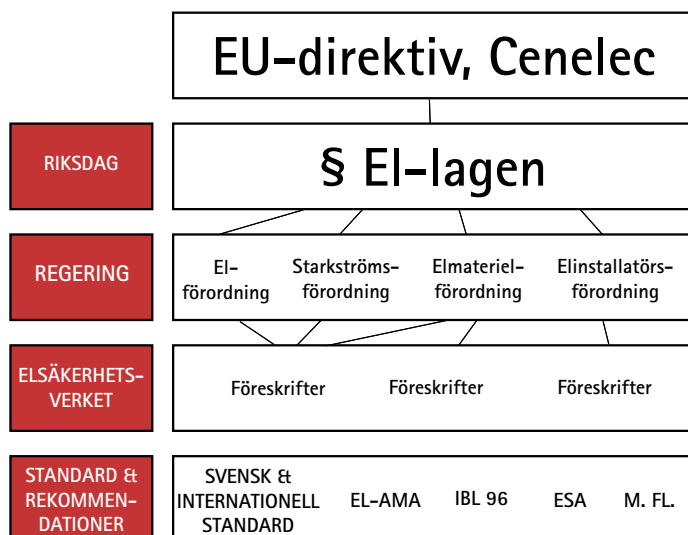 EU-direktiv, Cenelec
RIKSDAG
§ El-lagen
REGERING
El-
förordning
Starkströms-
förordning
Elmateriel-
förordning
Elinstallatörs-
förordning
ELSÄKERHETS-
VERKET
Föreskrifter
Föreskrifter
Föreskrifter
STANDARD &
REKOMMEN-
DATIONER
SVENSK &
INTERNATIONELL
STANDARD
EL-AMA
IBL 96
ESA
M. FL.